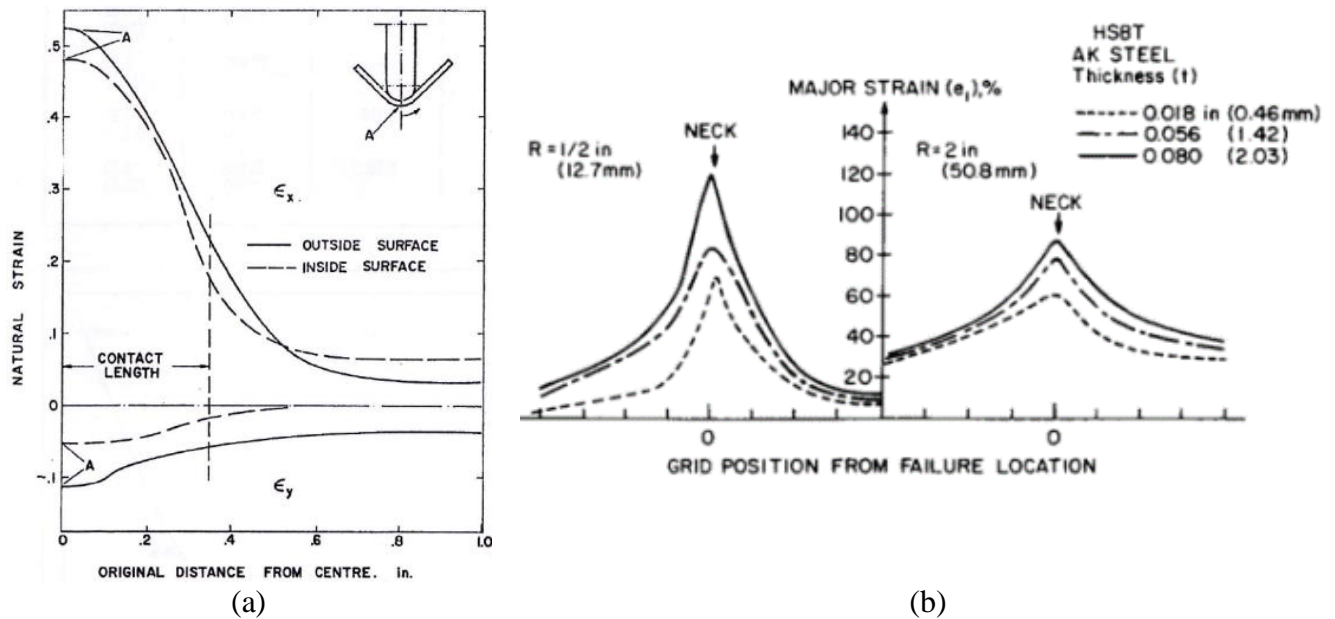 .5
.4
.3
.2
.1
0
-.1
NATURAL STRAIN
A
A
ϵx
OUTSIDE SURFACE
INSIDE SURFACE
CONTACT
LENGTH
A
ϵy
0
.2
.4
.6
.8
1.0
ORIGINAL DISTANCE FROM CENTRE. in.
(a)
HSBT
AK STEEL
Thickness (t)
0.018 in (0.46mm)
0.056 (1.42)
0.080 (2.03)
MAJOR STRAIN (e₁),%
140
120
100
80
60
40
20
R = 1/2 in
(12.7mm)
NECK
R = 2 in
(50.8 mm)
NECK
0
0
GRID POSITION FROM FAILURE LOCATION
(b)